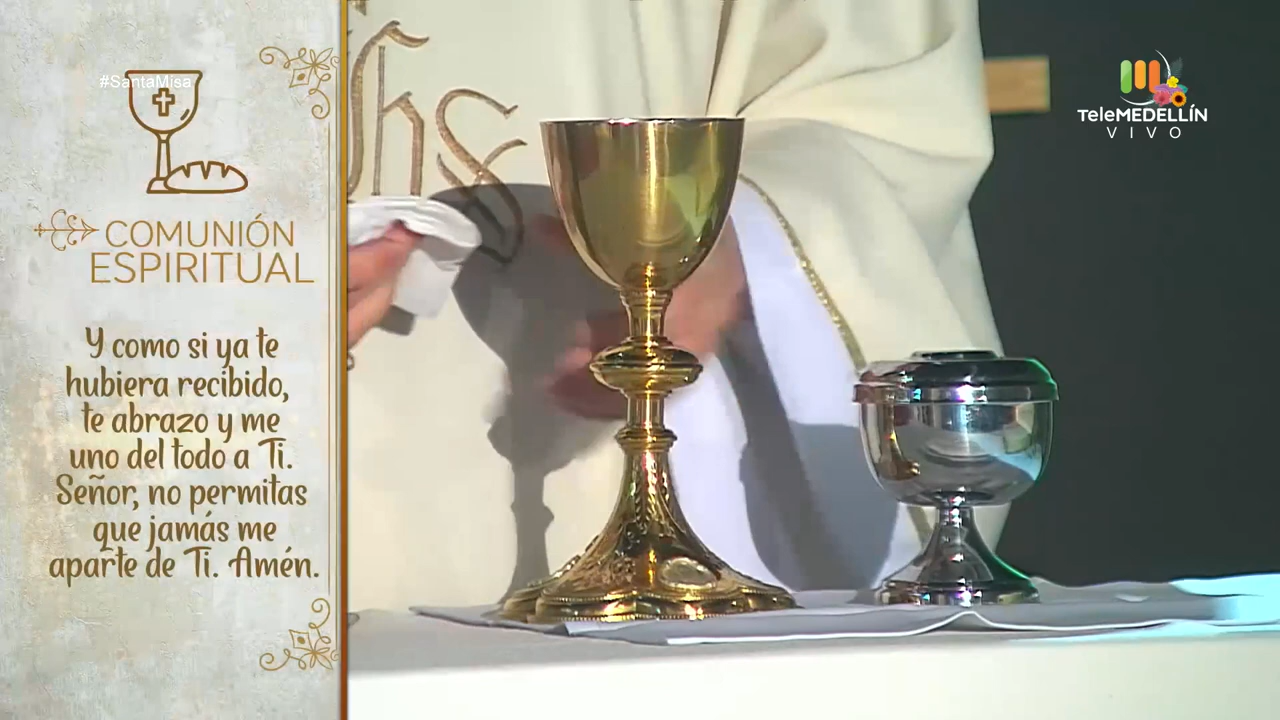 #SantaMisa
COMUNIÓN
ESPIRITUAL
Y como si ya te
hubiera recibido,
te abrazo y me
uno del todo a Ti.
Señor, no permitas
que jamás me
aparte de Ti. Amén.
ihs
TeleMEDELLÍN
VIVO